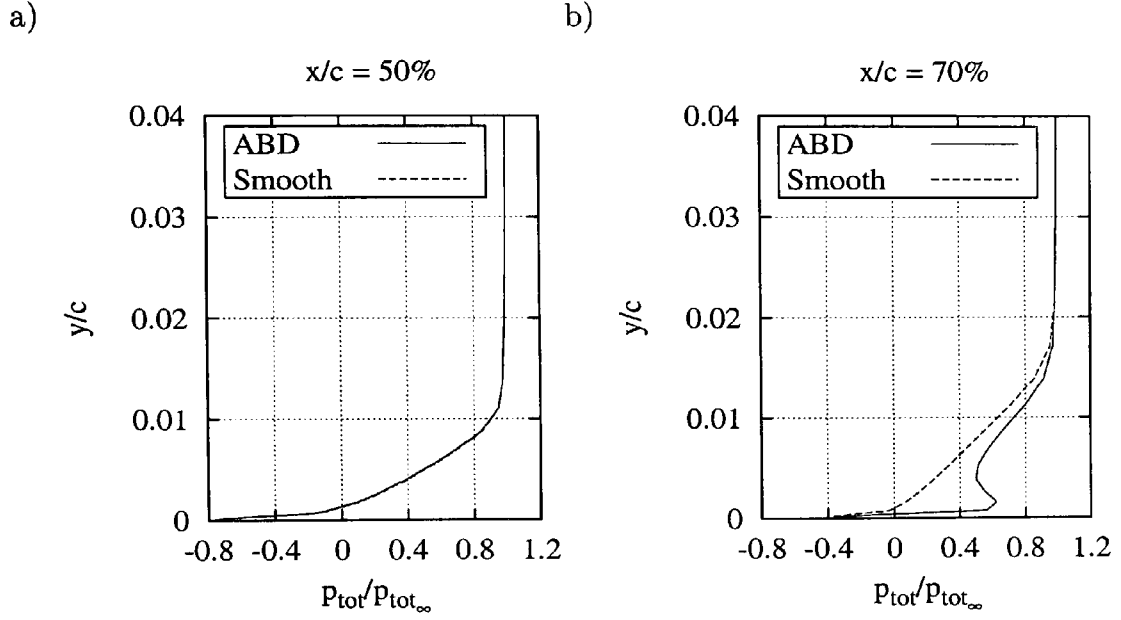 a)
x/c = 50%
0.04
ABD
Smooth
0.03
0.02
0.01
0
y/c
-0.8 -0.4 0 0.4 0.8 1.2
p_tot/p_tot_∞
b)
x/c = 70%
0.04
ABD
Smooth
0.03
0.02
0.01
0
y/c
-0.8 -0.4 0 0.4 0.8 1.2
p_tot/p_tot_∞